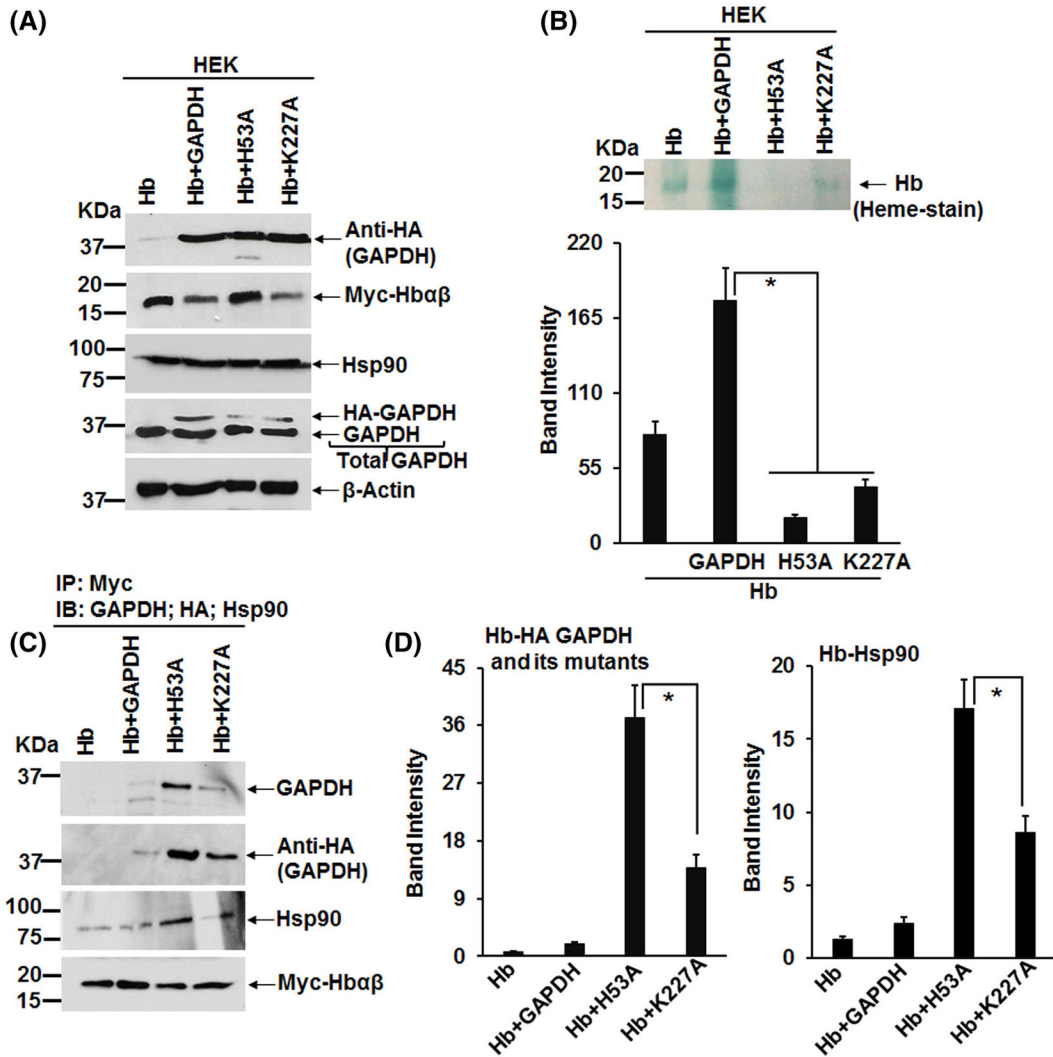 (A)
HEK
Hb
Hb+GAPDH
Hb+H53A
Hb+K227A
KDa
37
Anti-HA
(GAPDH)
20
15
Myc-Hbαβ
100
75
Hsp90
37
HA-GAPDH
GAPDH
Total GAPDH
37
β-Actin
(B)
HEK
Hb
Hb+GAPDH
Hb+H53A
Hb+K227A
KDa
20
15
Hb
(Heme-stain)
Band Intensity
220
165
110
55
0
*
GAPDH H53A K227A
Hb
IP: Myc
IB: GAPDH; HA; Hsp90
(C)
Hb
Hb+GAPDH
Hb+H53A
Hb+K227A
KDa
37
GAPDH
37
Anti-HA
(GAPDH)
100
75
Hsp90
20
15
Myc-Hbαβ
(D)
Hb-HA GAPDH
and its mutants
Band Intensity
45
36
27
18
9
0
*
Hb
Hb+GAPDH
Hb+H53A
Hb+K227A
Hb-Hsp90
Band Intensity
20
15
10
5
0
*
Hb
Hb+GAPDH
Hb+H53A
Hb+K227A